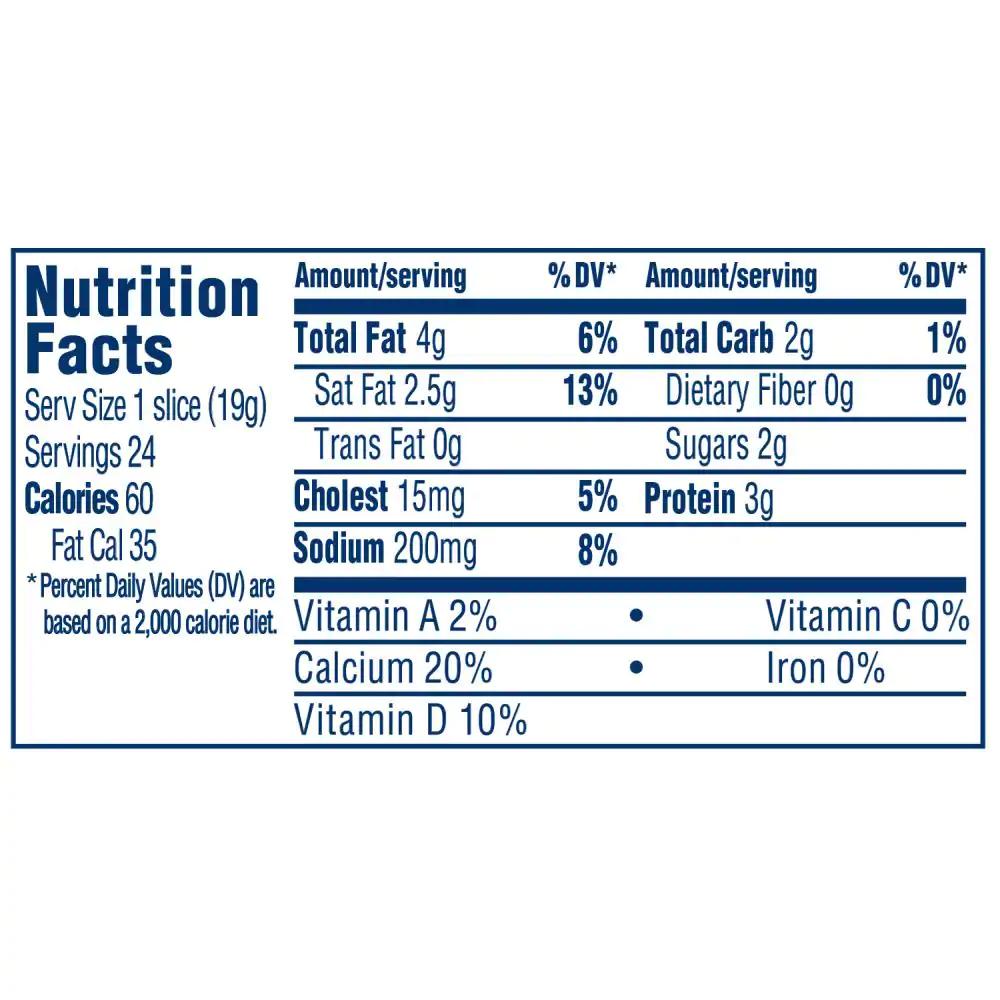 Nutrition
Facts
Serv Size 1 slice (19g)
Servings 24
Calories 60
Fat Cal 35
* Percent Daily Values (DV) are
based on a 2,000 calorie diet.
Amount/serving % DV* Amount/serving % DV*
Total Fat 4g 6% Total Carb 2g 1%
Sat Fat 2.5g 13% Dietary Fiber 0g 0%
Trans Fat 0g Sugars 2g
Cholest 15mg 5% Protein 3g
Sodium 200mg 8%
Vitamin A 2% • Vitamin C 0%
Calcium 20% • Iron 0%
Vitamin D 10%